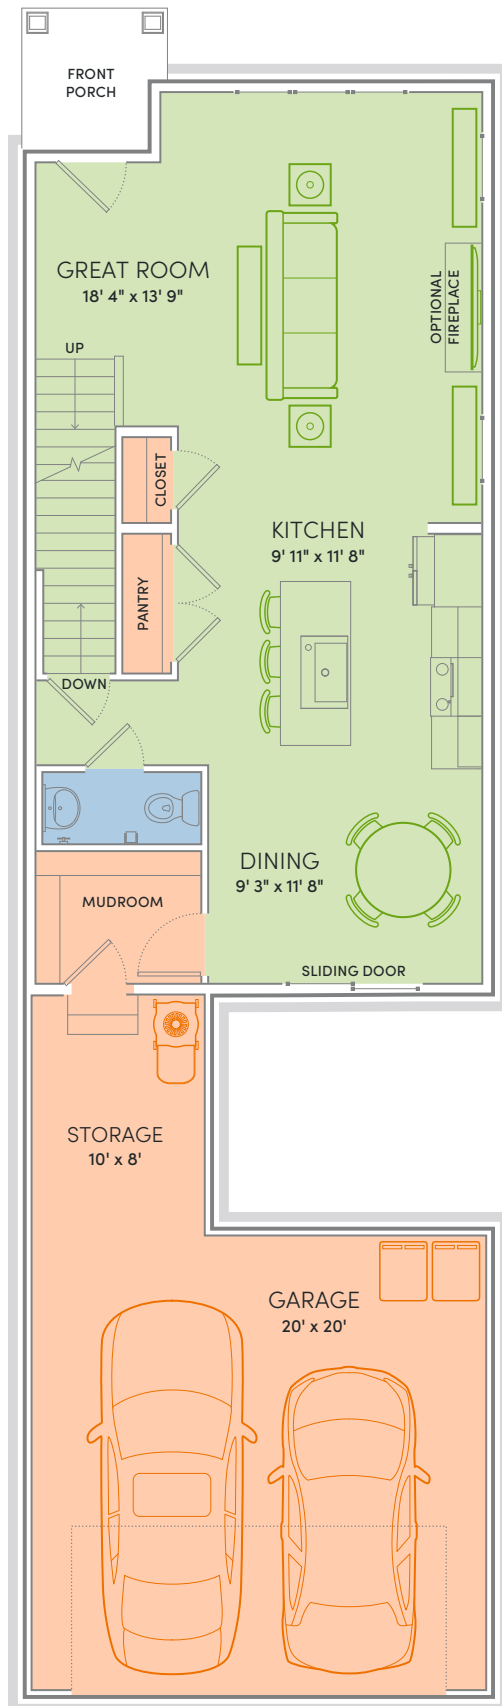 FRONT
PORCH
GREAT ROOM
18' 4" x 13' 9"
OPTIONAL
FIREPLACE
UP
CLOSET
KITCHEN
9' 11" x 11' 8"
PANTRY
DOWN
DINING
9' 3" x 11' 8"
MUDROOM
SLIDING DOOR
STORAGE
10' x 8'
GARAGE
20' x 20'